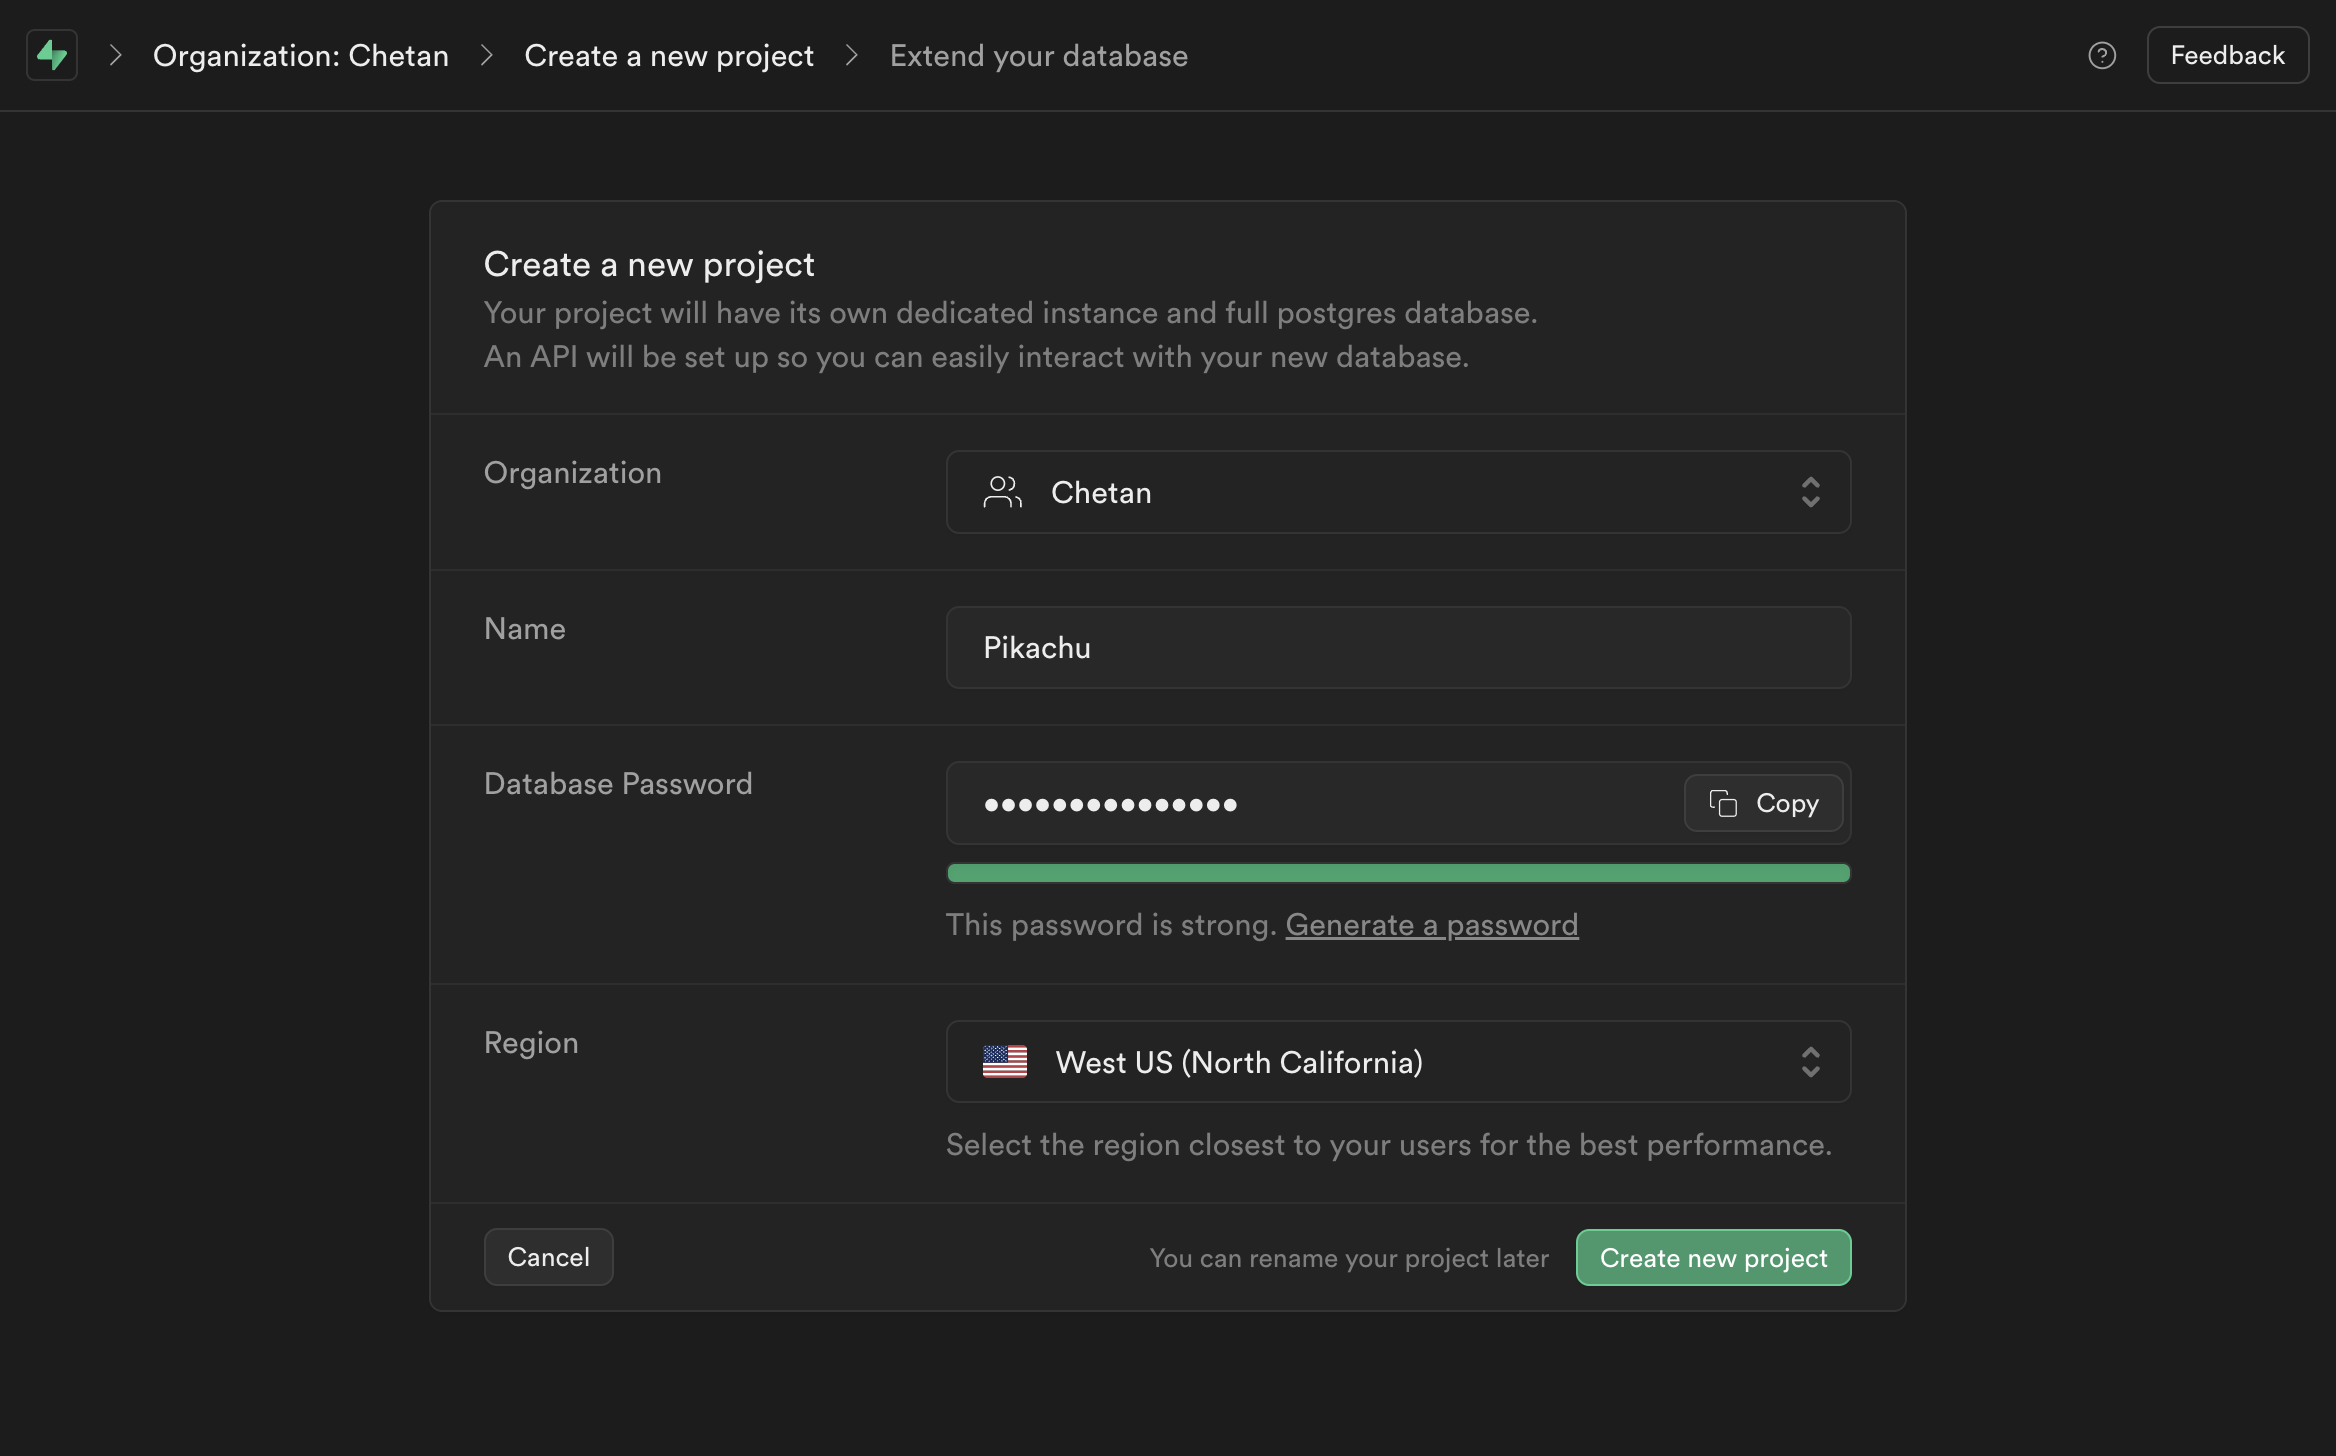 Organization: Chetan
Create a new project
Extend your database
Feedback
Create a new project
Your project will have its own dedicated instance and full postgres database.
An API will be set up so you can easily interact with your new database.
Organization
Chetan
Name
Pikachu
Database Password
●●●●●●●●●●●●●●●
Copy
This password is strong. Generate a password
Region
West US (North California)
Select the region closest to your users for the best performance.
Cancel
You can rename your project later
Create new project